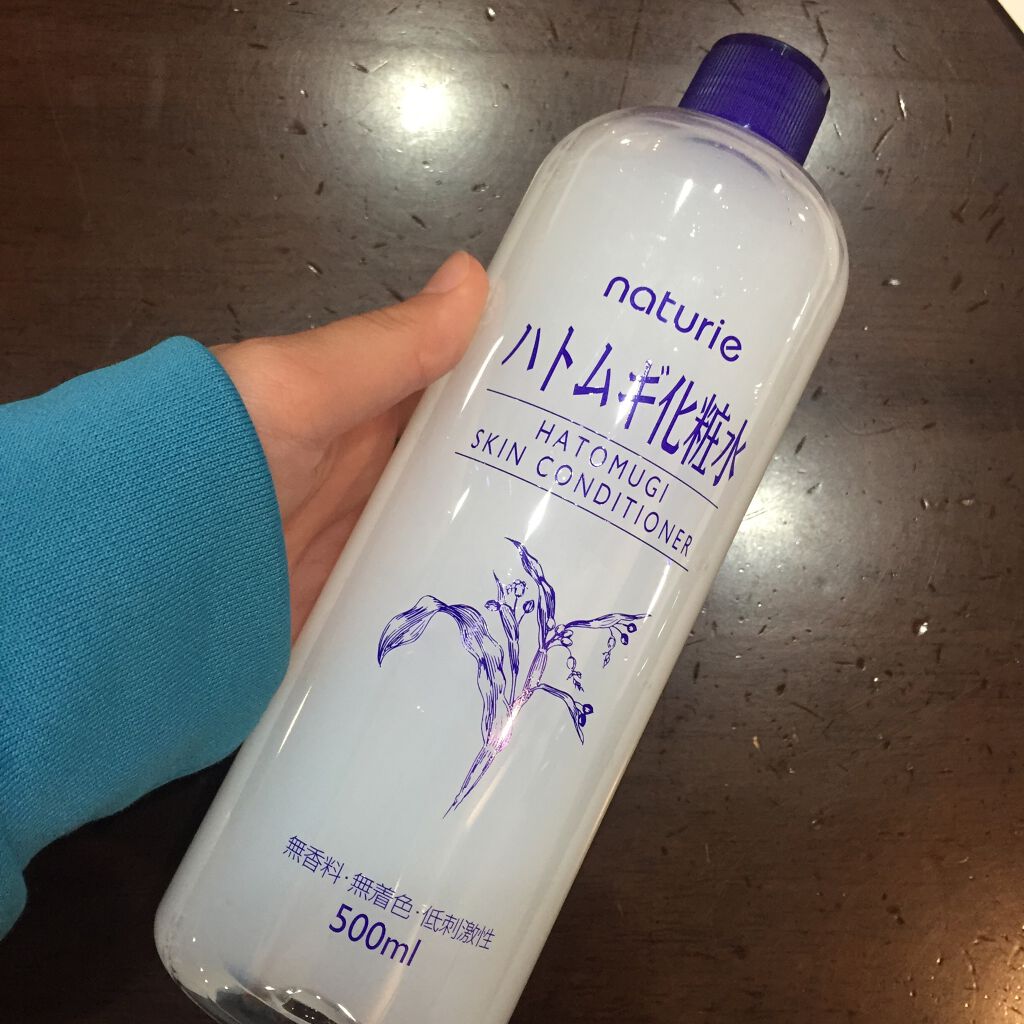 naturie
ハトムギ化粧水
HATOMUGI
SKIN CONDITIONER
無香料・無着色・低刺激性
500ml